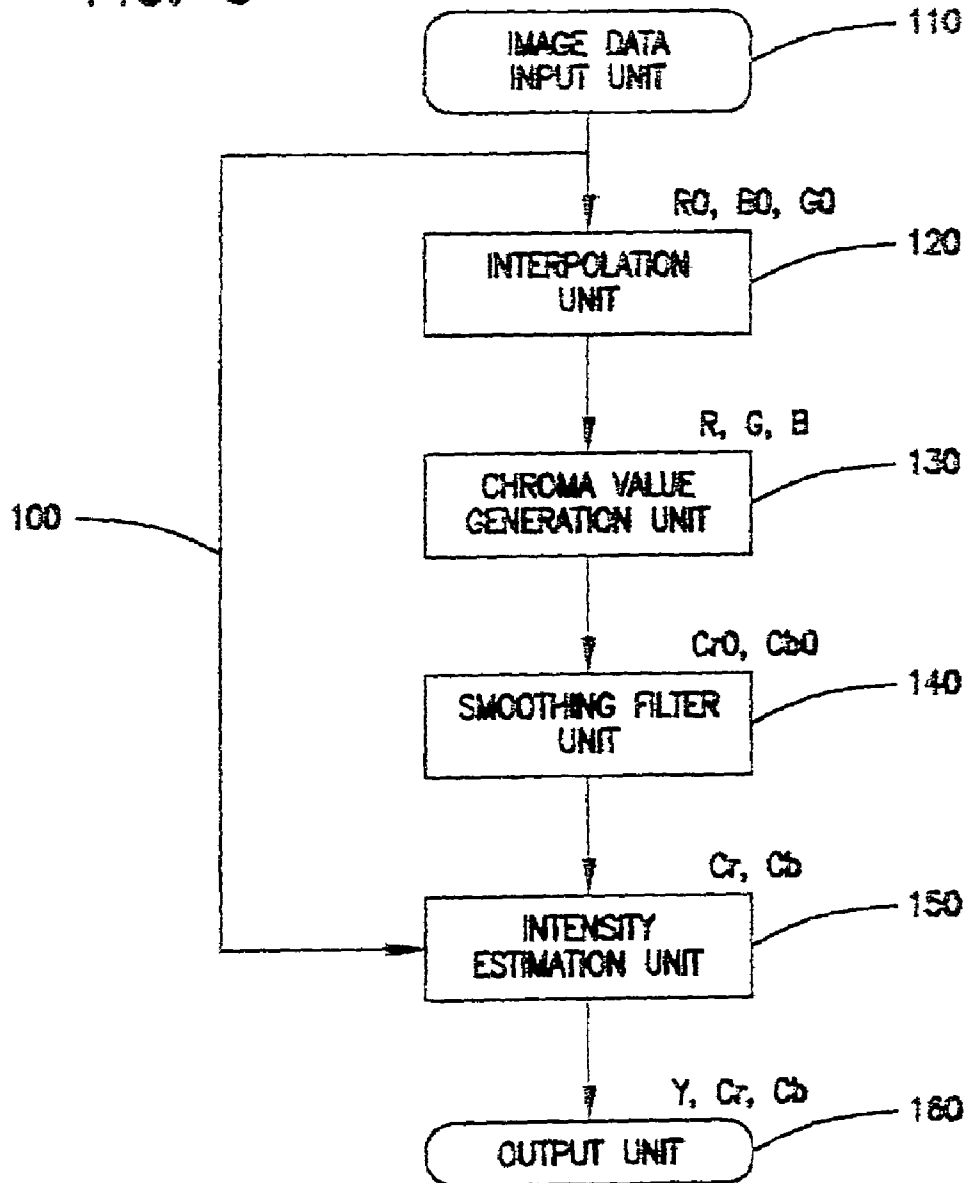 110
IMAGE DATA
INPUT UNIT
R0, B0, G0
120
INTERPOLATION
UNIT
R, G, B
130
CHROMA VALUE
GENERATION UNIT
100
Cr0, Cb0
140
SMOOTHING FILTER
UNIT
Cr, Cb
150
INTENSITY
ESTIMATION UNIT
Y, Cr, Cb
160
OUTPUT UNIT